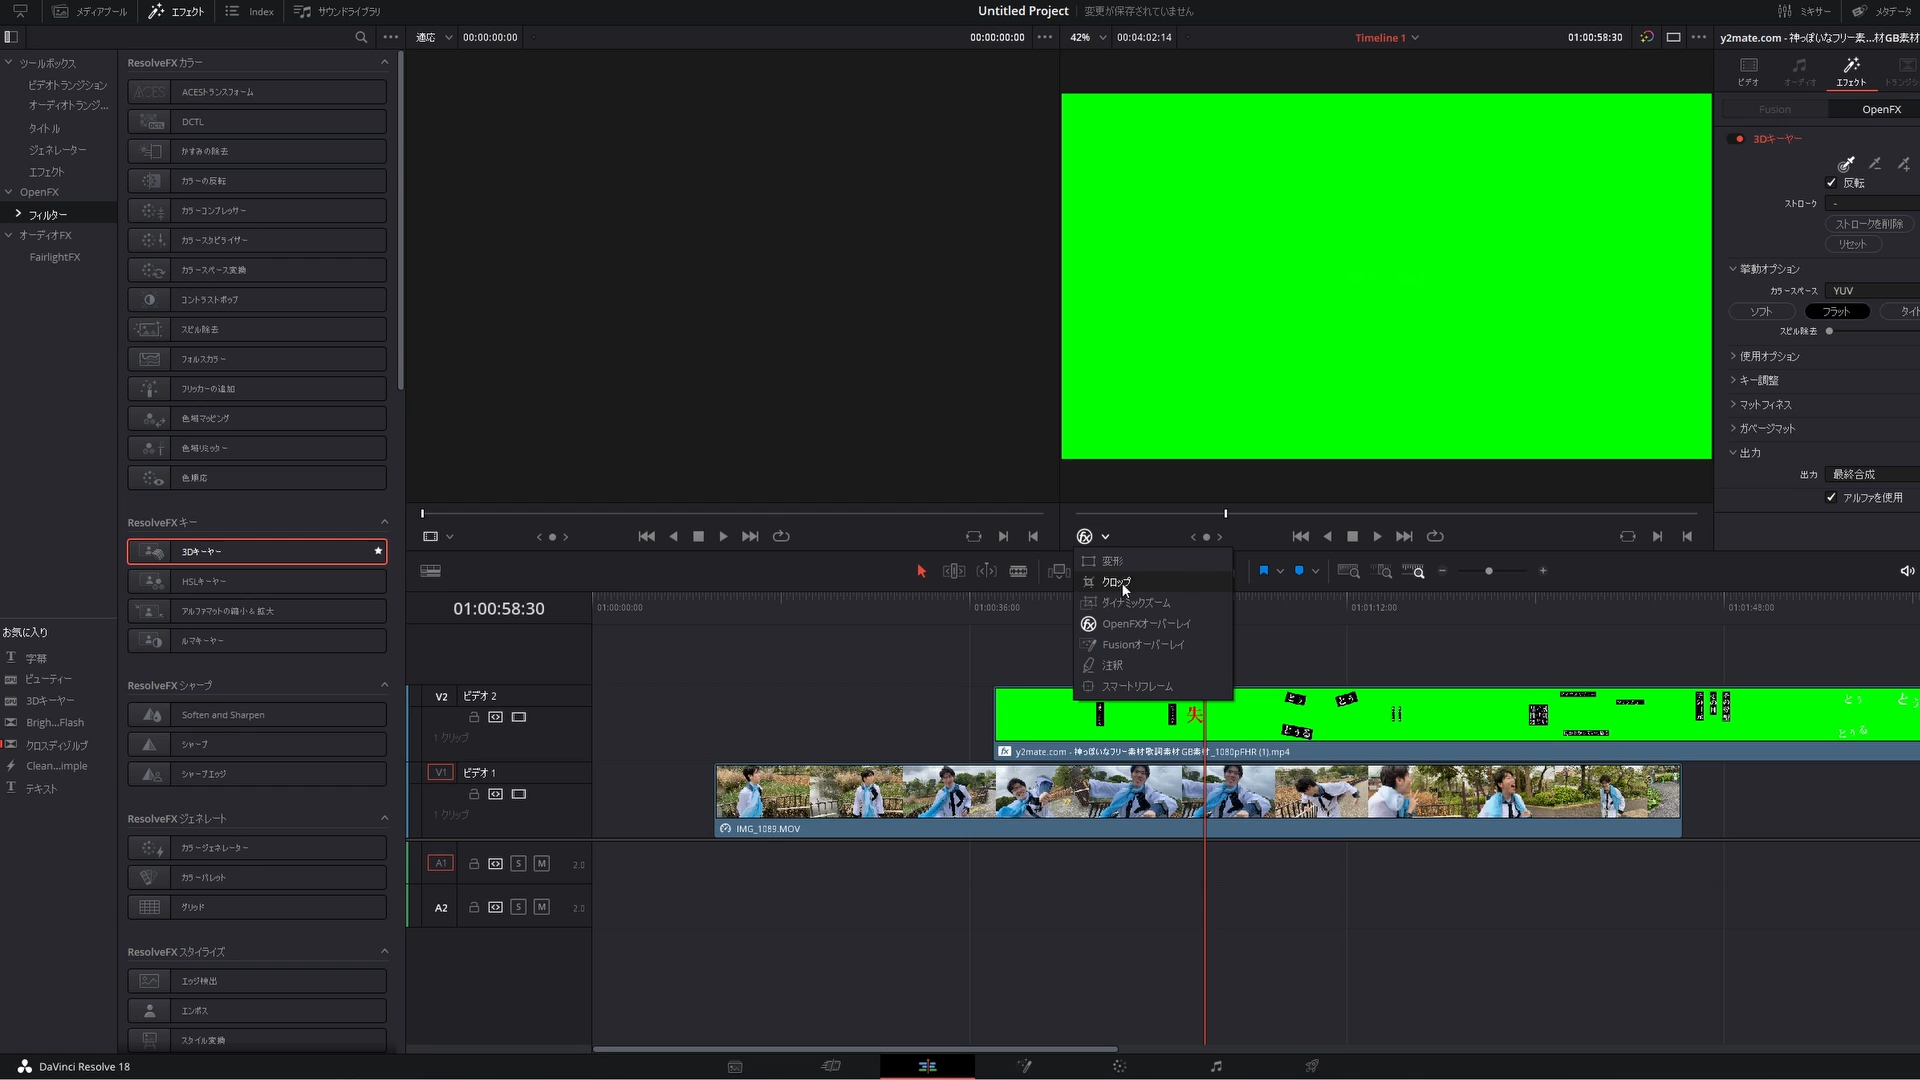 メディアプール
エフェクト
Index
サウンドライブラリ
Untitled Project
変更が保存されていません
ミキサー
メタデータ
適応
00:00:00:00
00:00:00:00
42%
00:04:02:14
Timeline 1
01:00:58:30
y2mate.com - 神っぽいなフリー素...材GB素材
ツールボックス
ビデオトランジション
オーディオトランジ...
タイトル
ジェネレーター
エフェクト
OpenFX
フィルター
オーディオFX
FairlightFX
お気に入り
字幕
ビューティー
3Dキーヤー
Brigh...Flash
クロスディゾルブ
Clean...imple
テキスト
ResolveFX カラー
ACESトランスフォーム
DCTL
かすみの除去
カラーの反転
カラーコンプレッサー
カラースタビライザー
カラースペース変換
コントラストポップ
スピル除去
フォルスカラー
フリッカーの追加
色域マッピング
色域リミッター
色順応
ResolveFX キー
3Dキーヤー
HSLキーヤー
アルファマットの縮小 & 拡大
ルマキーヤー
ResolveFX シャープ
Soften and Sharpen
シャープ
シャープエッジ
ResolveFX ジェネレート
カラージェネレーター
カラーパレット
グリッド
ResolveFX スタイライズ
エッジ検出
エンボス
スタイル変換
ビデオ
オーディオ
エフェクト
トランジシ
Fusion
OpenFX
3Dキーヤー
反転
ストローク
-
ストロークを削除
リセット
挙動オプション
カラースペース
YUV
ソフト
フラット
タイト
スピル除去
使用オプション
キー調整
マットフィネス
ガベージマット
出力
出力
最終合成
アルファを使用
変形
クロップ
ダイナミックズーム
OpenFXオーバーレイ
Fusionオーバーレイ
注釈
スマートリフレーム
01:00:58:30
01:00:00:00
01:00:36:00
01:01:12:00
01:01:48:00
V2
ビデオ 2
1 クリップ
失
とぅ
とぅ
とぅる
とぅ
とぅ
とぅる
y2mate.com - 神っぽいなフリー素材 歌詞素材 GB素材_1080pFHR (1).mp4
V1
ビデオ 1
1 クリップ
IMG_1089.MOV
A1
S
M
2.0
A2
S
M
2.0
DaVinci Resolve 18